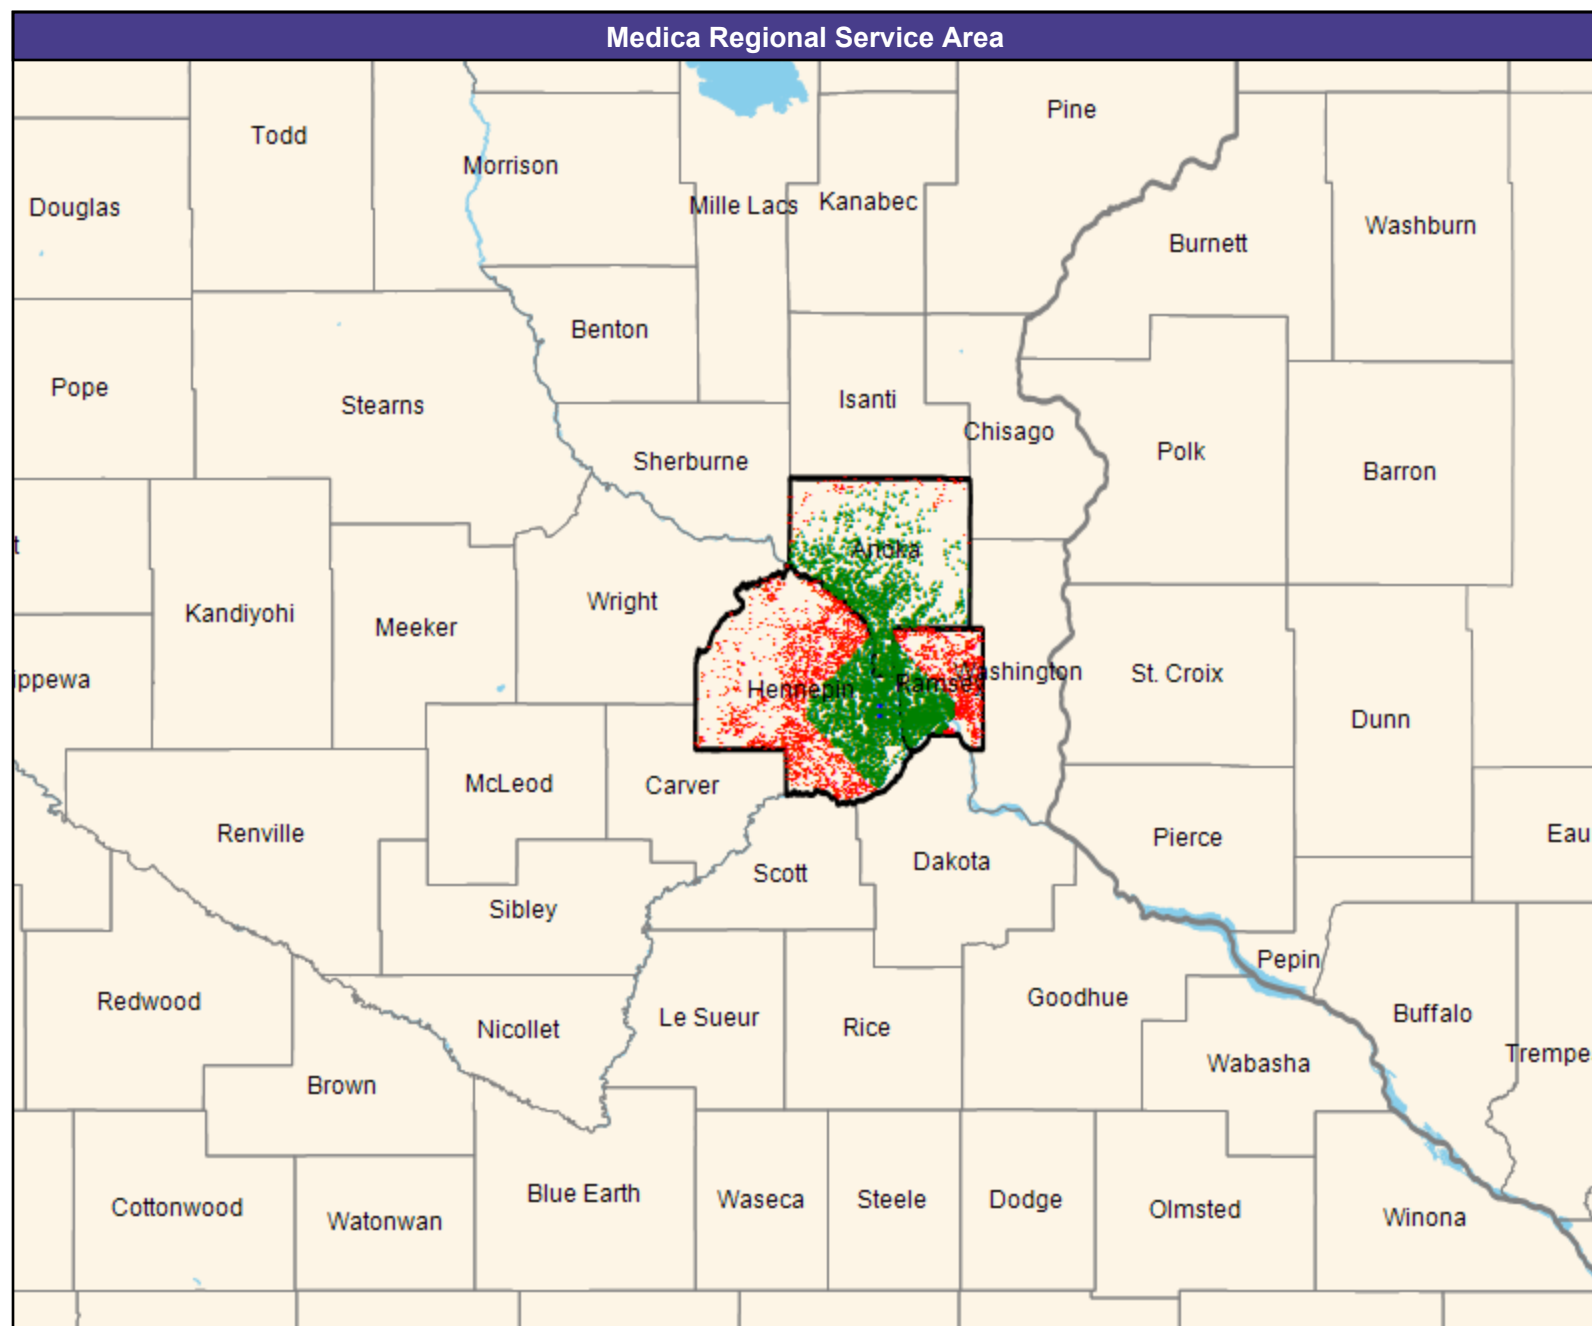 Medica Regional Service Area
Pine
Todd
Morrison
Douglas
Mille Lacs
Kanabec
Washburn
Burnett
Benton
Pope
Stearns
Isanti
Chisago
Polk
Sherburne
Barron
t
Anoka
Kandiyohi
Wright
Meeker
ippewa
Hennepin
Ramsey
Washington
St. Croix
Dunn
McLeod
Carver
Renville
Pierce
Eau
Scott
Dakota
Sibley
Pepin
Redwood
Goodhue
Nicollet
Le Sueur
Rice
Buffalo
Trempe
Wabasha
Brown
Blue Earth
Waseca
Steele
Dodge
Cottonwood
Olmsted
Watonwan
Winona